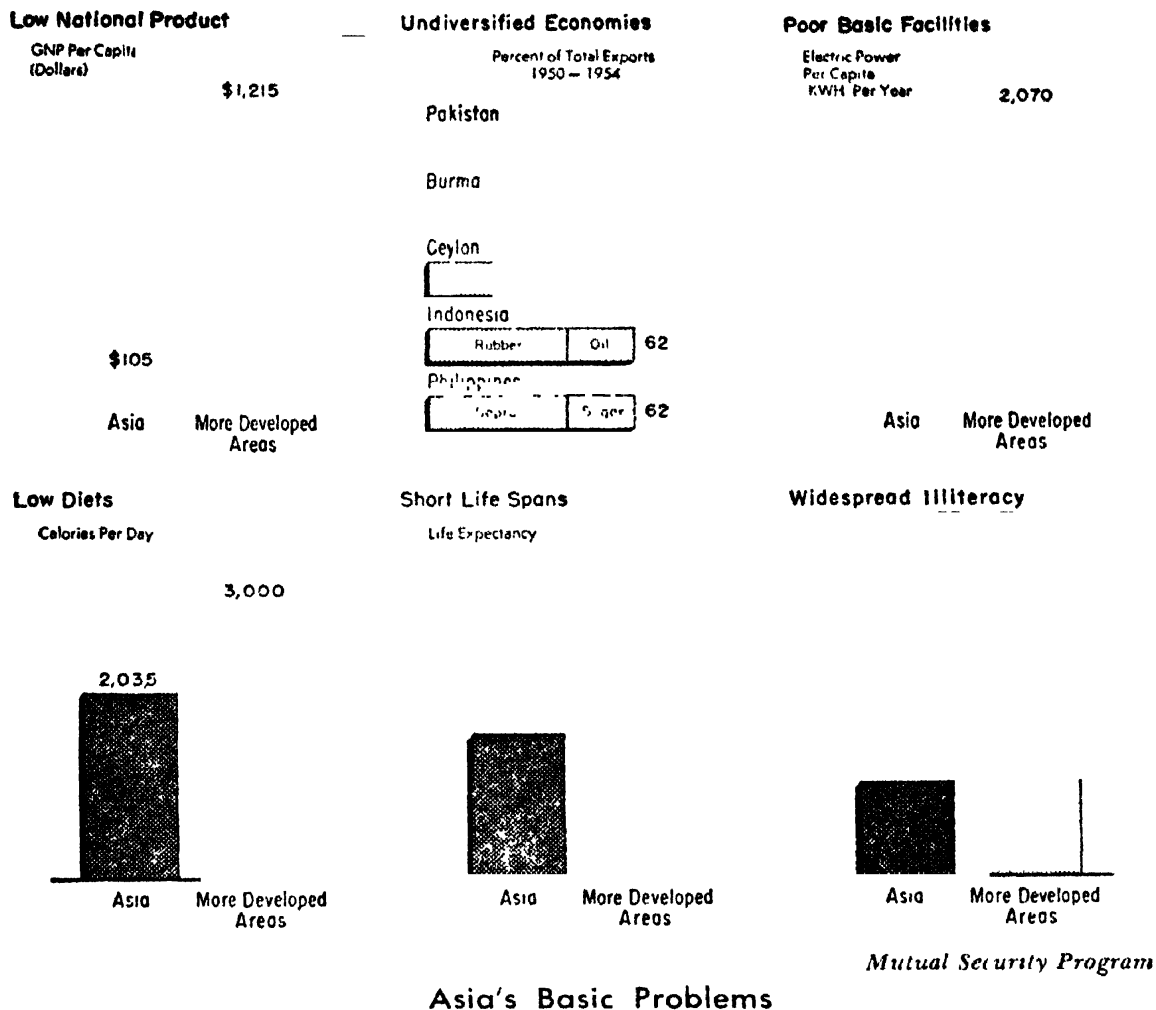 Low National Product
GNP Per Capita
(Dollars)
$1,215
$105
Asia
More Developed
Areas
Undiversified Economies
Percent of Total Exports
1950 – 1954
Pakistan
Burma
Ceylon
Indonesia
Rubber Oil 62
Philippines
Sugar 62
Poor Basic Facilities
Electric Power
Per Capita
KWH Per Year
2,070
Asia
More Developed
Areas
Low Diets
Calories Per Day
3,000
2,035
Asia
More Developed
Areas
Short Life Spans
Life Expectancy
Asia
More Developed
Areas
Widespread Illiteracy
Asia
More Developed
Areas
Mutual Security Program
Asia's Basic Problems